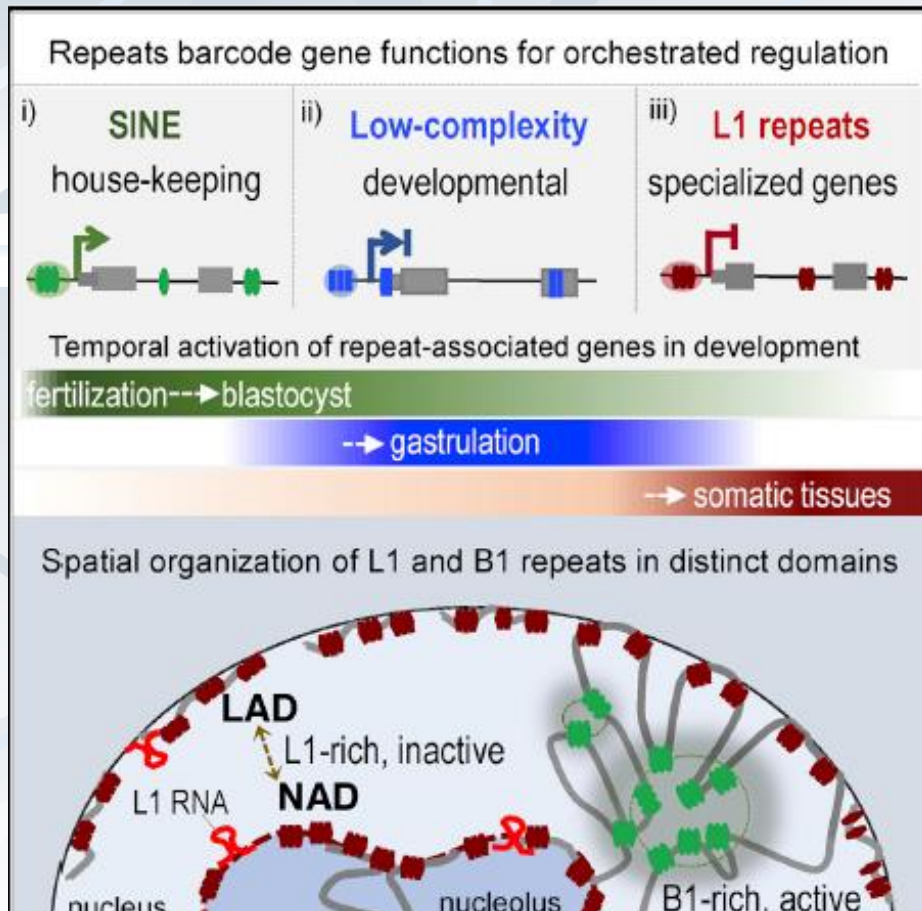 Repeats barcode gene functions for orchestrated regulation
i) SINE
house-keeping
ii) Low-complexity
developmental
iii) L1 repeats
specialized genes
Temporal activation of repeat-associated genes in development
fertilization --→ blastocyst
--→ gastrulation
--→ somatic tissues
Spatial organization of L1 and B1 repeats in distinct domains
LAD
L1-rich, inactive
L1 RNA
NAD
nucleus
nucleolus
B1-rich, active